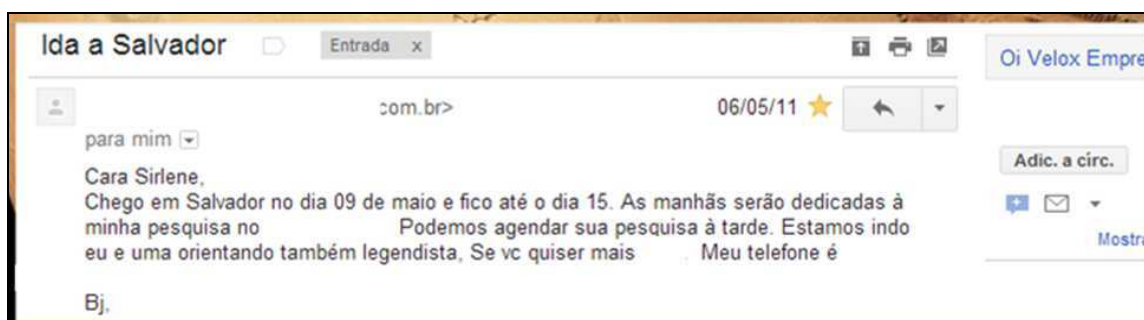 Ida a Salvador Entrada x
Oi Velox Empre
com.br> 06/05/11
para mim
Adic. a círc.
Cara Sirlene,
Chego em Salvador no dia 09 de maio e fico até o dia 15. As manhãs serão dedicadas à
minha pesquisa no Podemos agendar sua pesquisa à tarde. Estamos indo
eu e uma orientando também legendista, Se vc quiser mais . Meu telefone é
Mostra
Bj,